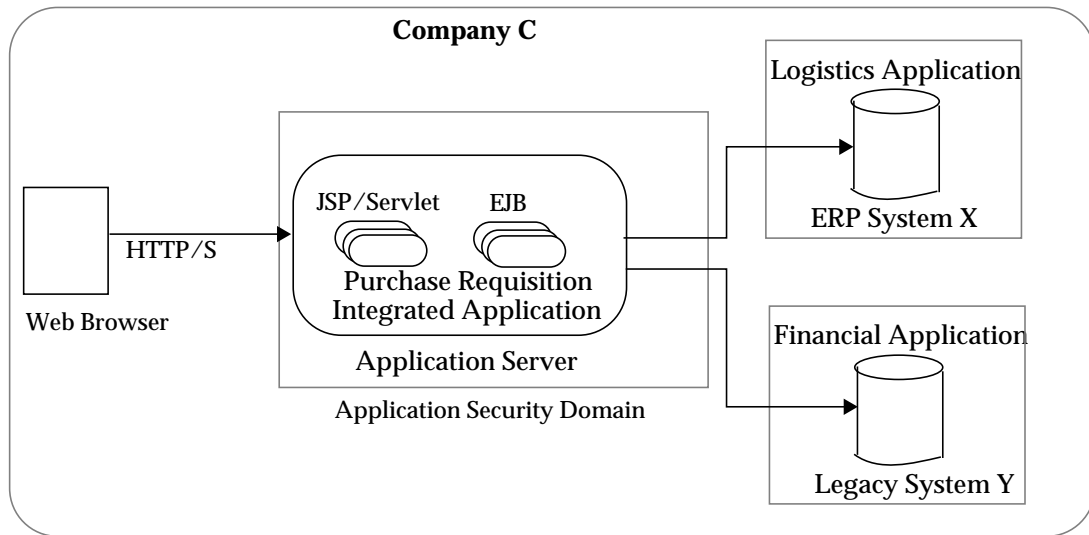 Company C
Logistics Application
ERP System X
JSP/Servlet
EJB
HTTP/S
Purchase Requisition
Integrated Application
Web Browser
Application Server
Application Security Domain
Financial Application
Legacy System Y